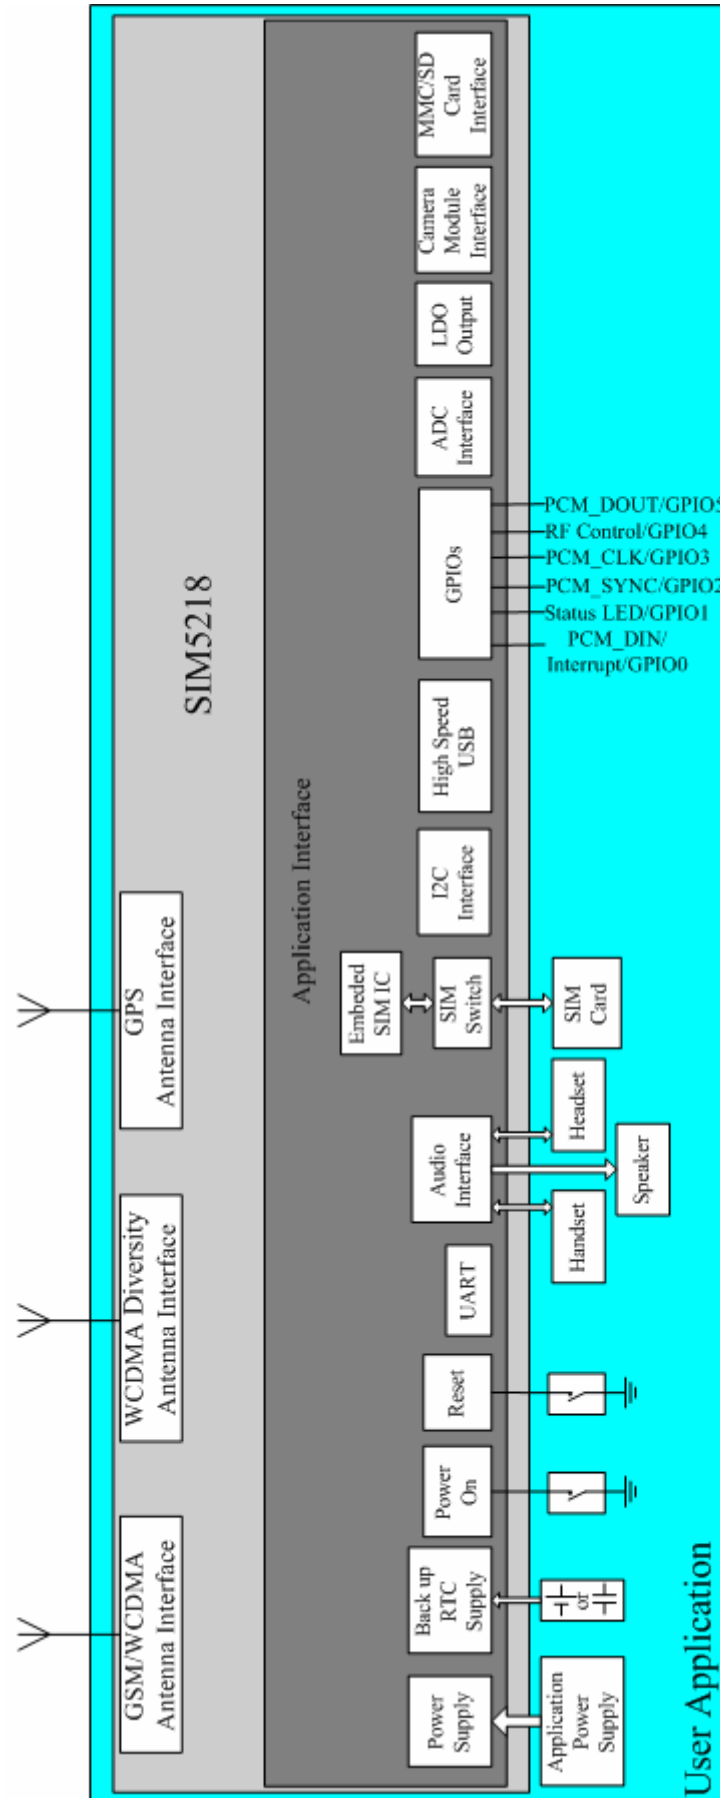 GSM/WCDMA
Antenna Interface
WCDMA Diversity
Antenna Interface
GPS
Antenna Interface
SIM5218
Application Interface
Embeded
SIM IC
Power
Supply
Back up
RTC
Supply
Power
On
Reset
UART
Audio
Interface
SIM
Switch
I2C
Interface
High Speed
USB
GPIOs
ADC
Interface
LDO
Output
Camera
Module
Interface
MMC/SD
Card
Interface
Application
Power
Supply
or
Handset
Speaker
Headset
SIM
Card
PCM_DOUT/GPIO5
RF Control/GPIO4
PCM_CLK/GPIO3
PCM_SYNC/GPIO2
Status LED/GPIO1
PCM_DIN/
Interrupt/GPIO0
User Application